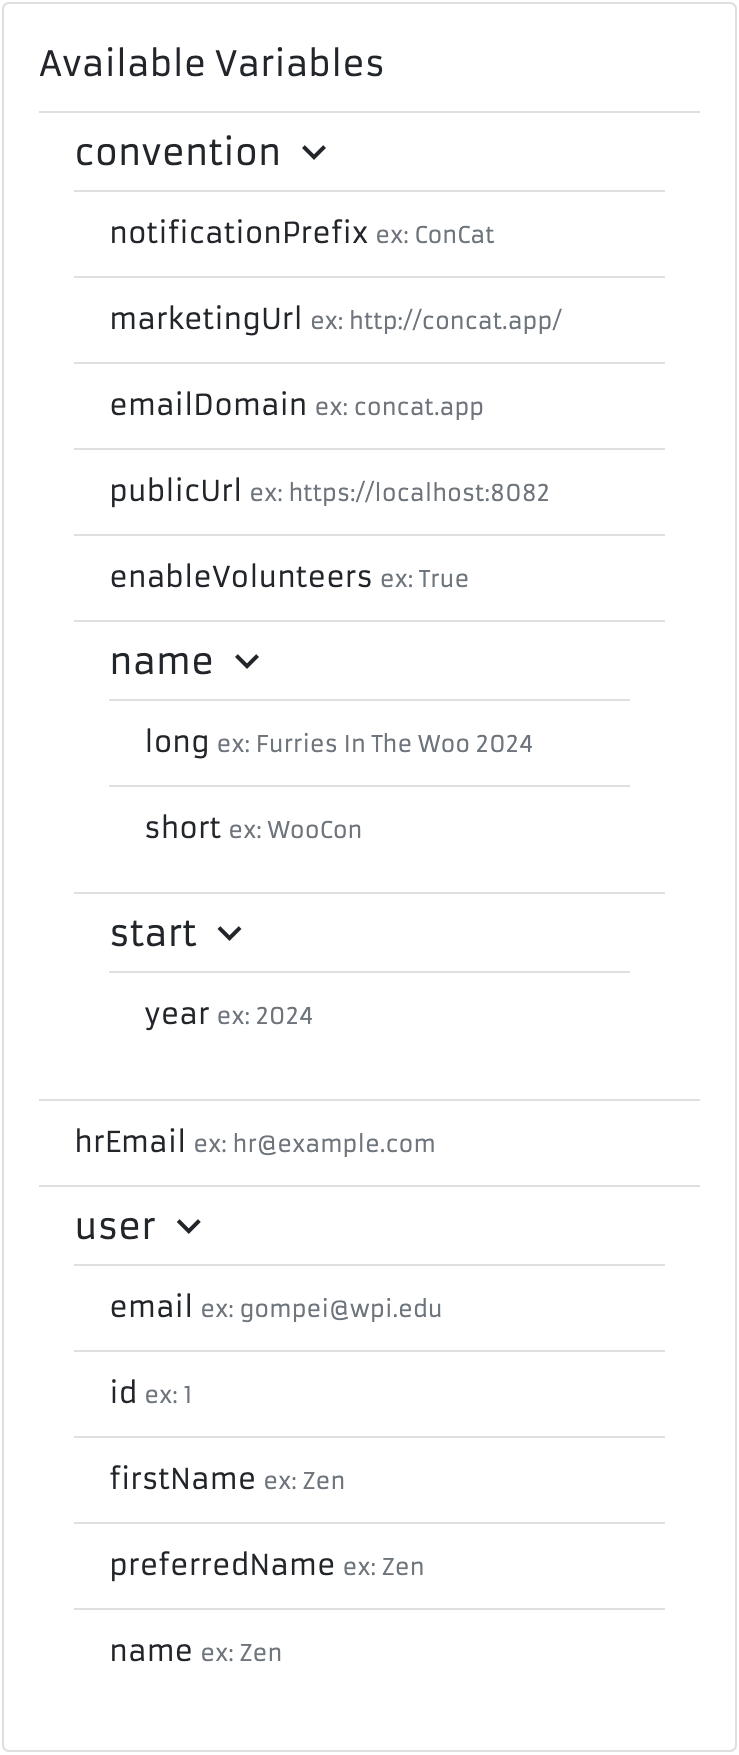 Available Variables
convention
notificationPrefix ex: ConCat
marketingUrl ex: http://concat.app/
emailDomain ex: concat.app
publicUrl ex: https://localhost:8082
enableVolunteers ex: True
name
long ex: Furries In The Woo 2024
short ex: WooCon
start
year ex: 2024
hrEmail ex: hr@example.com
user
email ex: gompei@wpi.edu
id ex: 1
firstName ex: Zen
preferredName ex: Zen
name ex: Zen